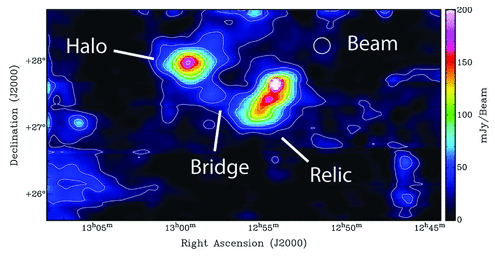 Halo
Beam
Bridge
Relic
+28°
+27°
+26°
Declination (J2000)
13ʰ05ᵐ
13ʰ00ᵐ
12ʰ55ᵐ
12ʰ50ᵐ
12ʰ45ᵐ
Right Ascension (J2000)
200
150
100
50
0
mJy/Beam